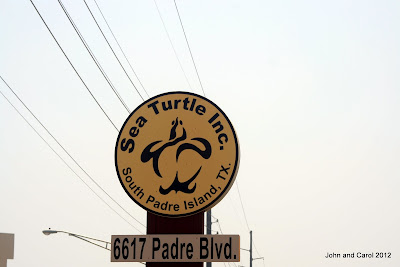 Sea Turtle Inc.
South Padre Island, TX.
6617 Padre Blvd.
John and Carol 2012